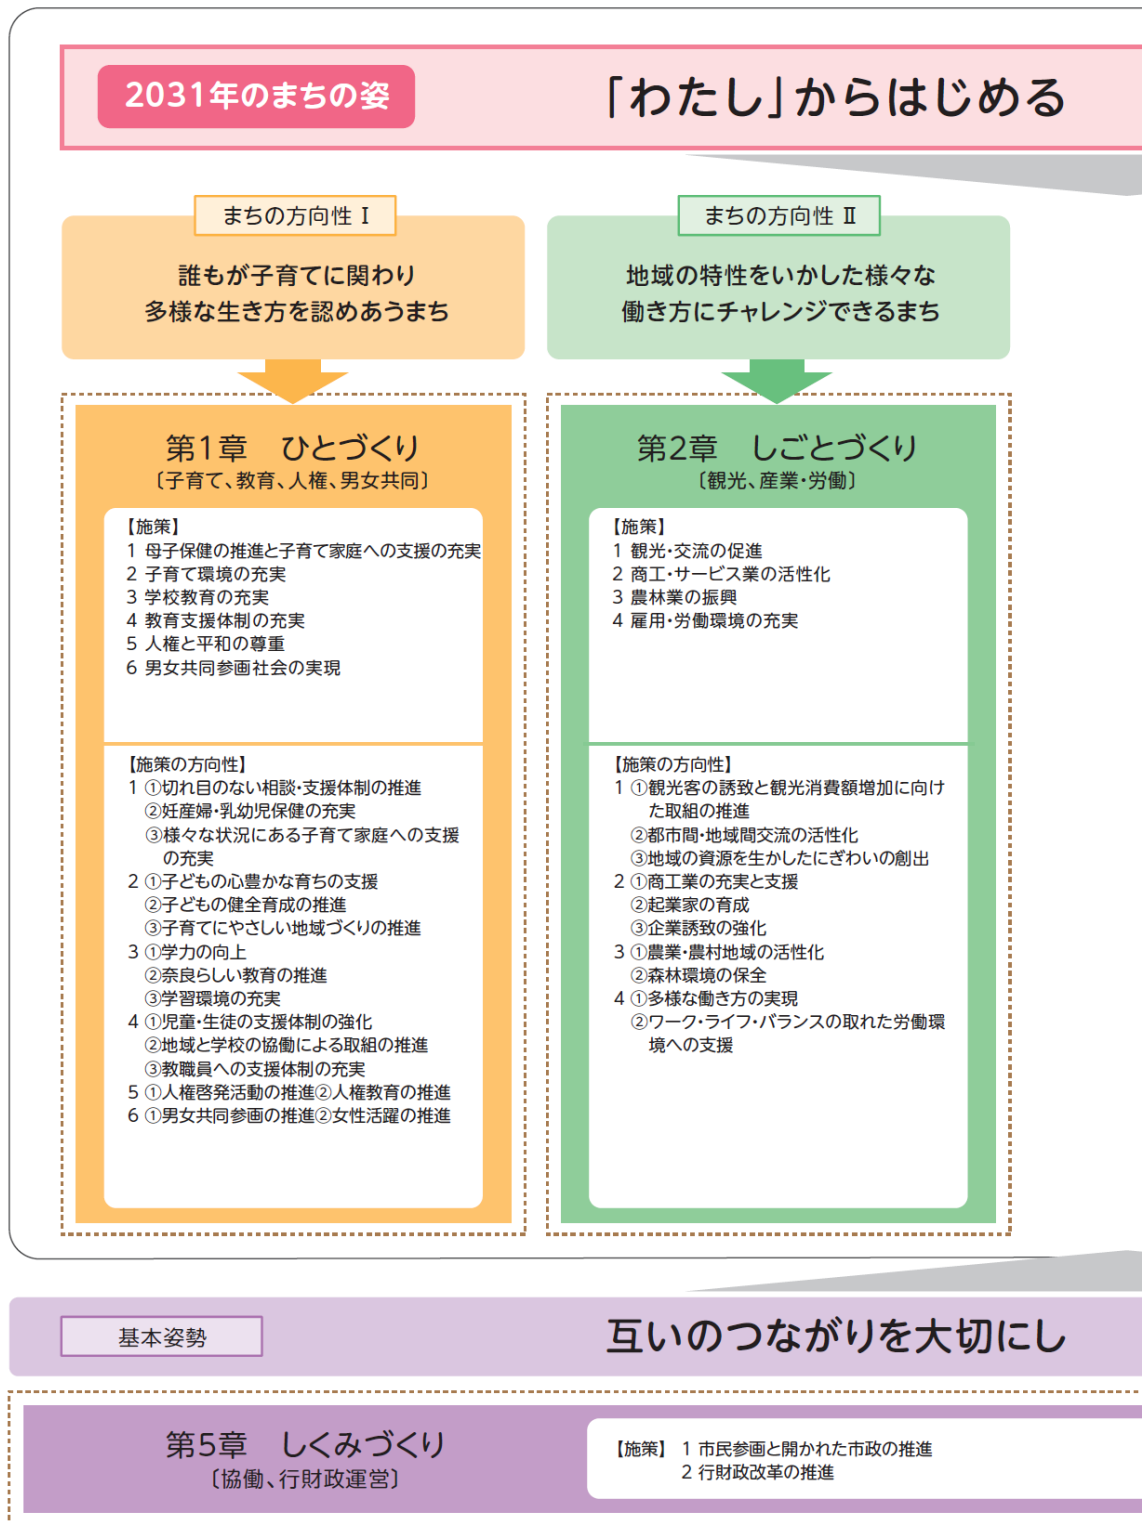 2031年のまちの姿
「わたし」からはじめる
まちの方向性 Ⅰ
誰もが子育てに関わり
多様な生き方を認めあうまち
第1章 ひとづくり
〔子育て、教育、人権、男女共同〕
【施策】
1 母子保健の推進と子育て家庭への支援の充実
2 子育て環境の充実
3 学校教育の充実
4 教育支援体制の充実
5 人権と平和の尊重
6 男女共同参画社会の実現
【施策の方向性】
1 ①切れ目のない相談・支援体制の推進
②妊産婦・乳幼児保健の充実
③様々な状況にある子育て家庭への支援
の充実
2 ①子どもの心豊かな育ちの支援
②子どもの健全育成の推進
③子育てにやさしい地域づくりの推進
3 ①学力の向上
②奈良らしい教育の推進
③学習環境の充実
4 ①児童・生徒の支援体制の強化
②地域と学校の協働による取組の推進
③教職員への支援体制の充実
5 ①人権啓発活動の推進②人権教育の推進
6 ①男女共同参画の推進②女性活躍の推進
まちの方向性 Ⅱ
地域の特性をいかした様々な
働き方にチャレンジできるまち
第2章 しごとづくり
〔観光、産業・労働〕
【施策】
1 観光・交流の促進
2 商工・サービス業の活性化
3 農林業の振興
4 雇用・労働環境の充実
【施策の方向性】
1 ①観光客の誘致と観光消費額増加に向け
た取組の推進
②都市間・地域間交流の活性化
③地域の資源を生かしたにぎわいの創出
2 ①商工業の充実と支援
②起業家の育成
③企業誘致の強化
3 ①農業・農村地域の活性化
②森林環境の保全
4 ①多様な働き方の実現
②ワーク・ライフ・バランスの取れた労働環
境への支援
基本姿勢
互いのつながりを大切にし
第5章 しくみづくり
〔協働、行財政運営〕
【施策】 1 市民参画と開かれた市政の推進
2 行財政改革の推進